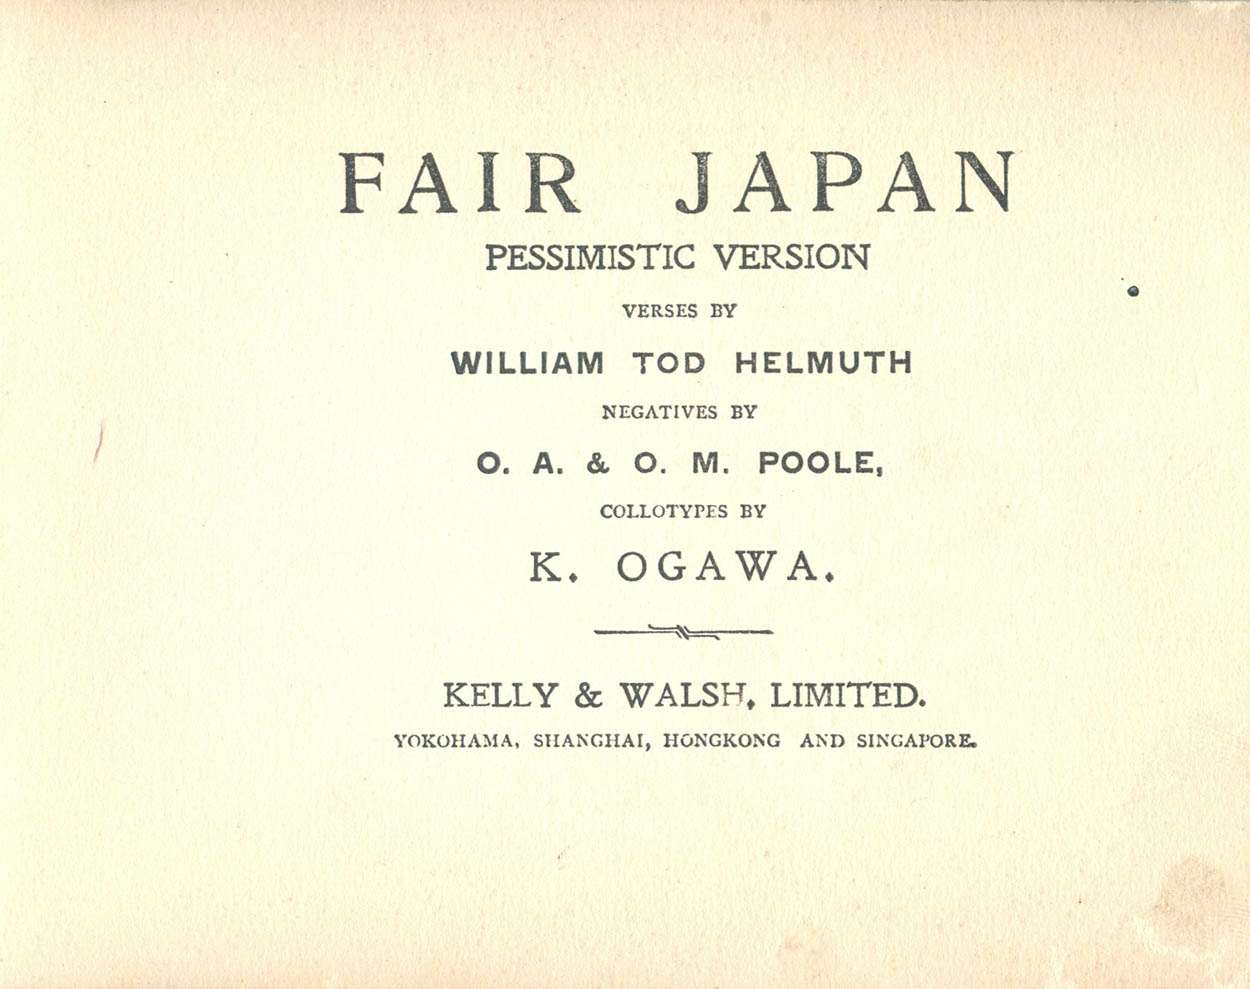 FAIR JAPAN
PESSIMISTIC VERSION
VERSES BY
WILLIAM TOD HELMUTH
NEGATIVES BY
O. A. & O. M. POOLE,
COLLOTYPES BY
K. OGAWA.
KELLY & WALSH, LIMITED.
YOKOHAMA, SHANGHAI, HONGKONG AND SINGAPORE.